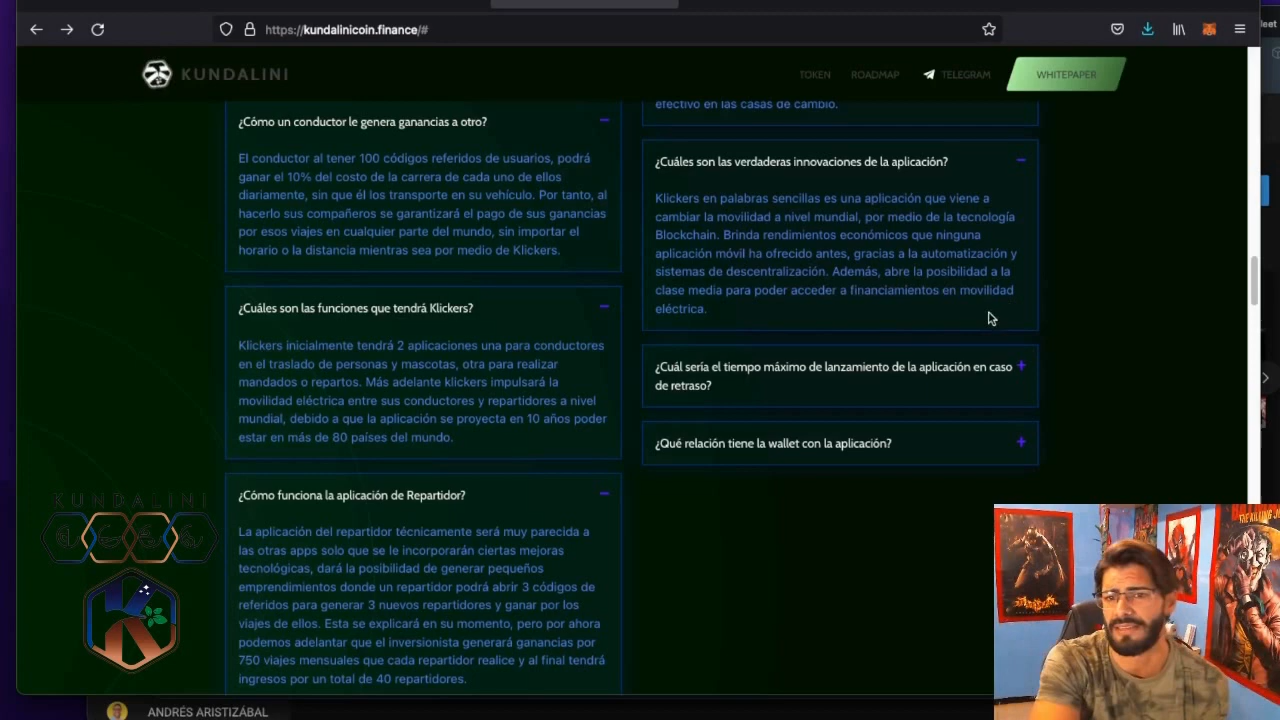 https://kundalinicoin.finance/#
KUNDALINI
TOKEN
ROADMAP
TELEGRAM
WHITEPAPER
¿Cómo un conductor le genera ganancias a otro?
El conductor al tener 100 códigos referidos de usuarios, podrá
ganar el 10% del costo de la carrera de cada uno de ellos
diariamente, sin que él los transporte en su vehículo. Por tanto, al
hacerlo sus compañeros se garantizará el pago de sus ganancias
por esos viajes en cualquier parte del mundo, sin importar el
horario o la distancia mientras sea por medio de Klickers.
¿Cuáles son las funciones que tendrá Klickers?
Klickers inicialmente tendrá 2 aplicaciones una para conductores
en el traslado de personas y mascotas, otra para realizar
mandados o repartos. Más adelante klickers impulsará la
movilidad eléctrica entre sus conductores y repartidores a nivel
mundial, debido a que la aplicación se proyecta en 10 años poder
estar en más de 80 países del mundo.
¿Cómo funciona la aplicación de Repartidor?
La aplicación del repartidor técnicamente será muy parecida a
las otras apps solo que se le incorporarán ciertas mejoras
tecnológicas, dará la posibilidad de generar pequeños
emprendimientos donde un repartidor podrá abrir 3 códigos de
referidos para generar 3 nuevos repartidores y ganar por los
viajes de ellos. Esta se explicará en su momento, pero por ahora
podemos adelantar que el inversionista generará ganancias por
750 viajes mensuales que cada repartidor realice y al final tendrá
ingresos por un total de 40 repartidores.
efectivo en las casas de cambio.
¿Cuáles son las verdaderas innovaciones de la aplicación?
Klickers en palabras sencillas es una aplicación que viene a
cambiar la movilidad a nivel mundial, por medio de la tecnología
Blockchain. Brinda rendimientos económicos que ninguna
aplicación móvil ha ofrecido antes, gracias a la automatización y
sistemas de descentralización. Además, abre la posibilidad a la
clase media para poder acceder a financiamientos en movilidad
eléctrica.
¿Cuál sería el tiempo máximo de lanzamiento de la aplicación en caso
de retraso?
¿Qué relación tiene la wallet con la aplicación?
KUNDALINI
THE KILLING
ANDRÉS ARISTIZÁBAL